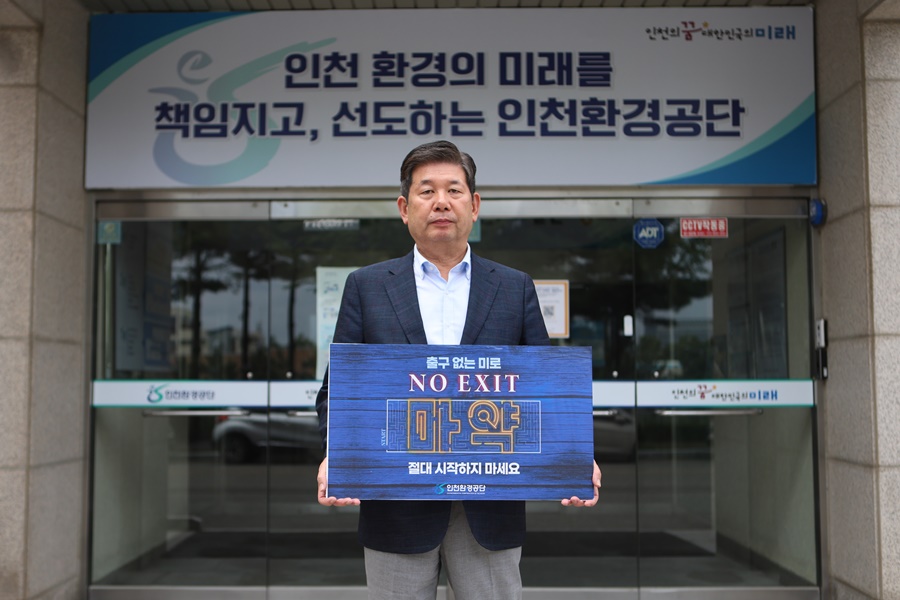 인천의 꿈 대한민국의 미래
인천 환경의 미래를
책임지고, 선도하는 인천환경공단
ADT
CCTV작동중
출구 없는 미로
NO EXIT
START
마약
절대 시작하지 마세요
인천환경공단
인천환경공단
인천의 꿈 대한민국의 미래